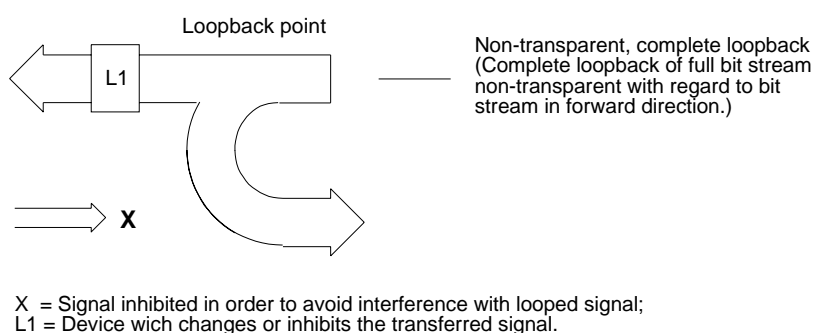 Loopback point
L1
Non-transparent, complete loopback
(Complete loopback of full bit stream
non-transparent with regard to bit
stream in forward direction.)
X
X = Signal inhibited in order to avoid interference with looped signal;
L1 = Device wich changes or inhibits the transferred signal.